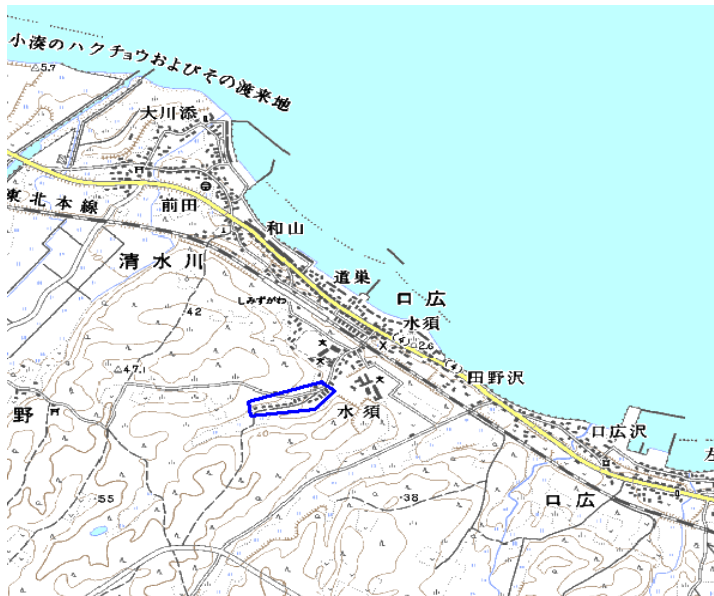 小湊のハクチョウおよびその渡来地
5.7
大川添
東北本線
前田
和山
清水川
道巣
口広
しみずがわ
水須
42
2.6
47.1
田野沢
野
水須
口広沢
55
38
口広